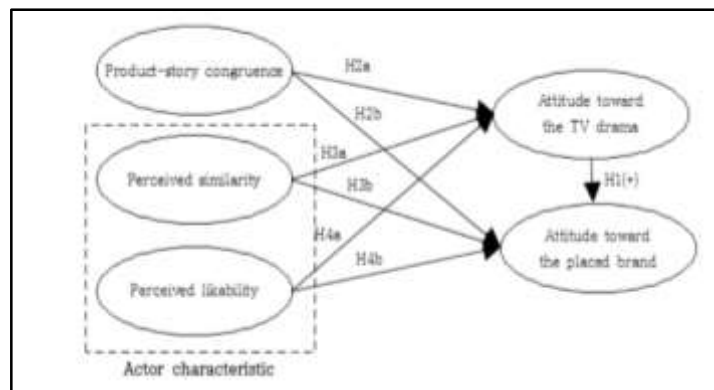 Product-story congruence
H2a
H2b
Attitude toward
the TV drama
H3a
Perceived similarity
H3b
H1(+)
H4a
Attitude toward
the placed brand
H4b
Perceived likability
Actor characteristic